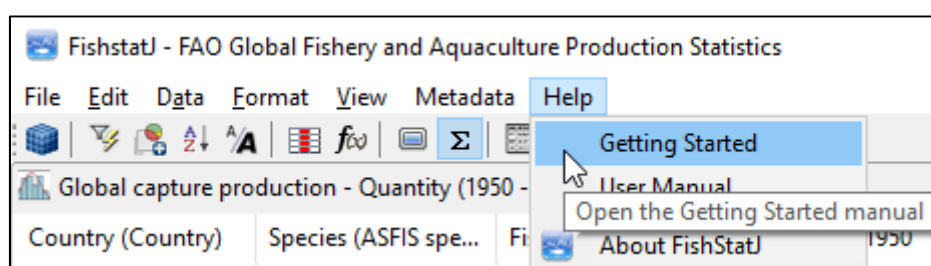 FishstatJ - FAO Global Fishery and Aquaculture Production Statistics
File Edit Data Format View Metadata Help
Getting Started
Global capture production - Quantity (1950 -
User Manual
Open the Getting Started manual
Country (Country) Species (ASFIS spe... Fi
About FishStatJ
1950